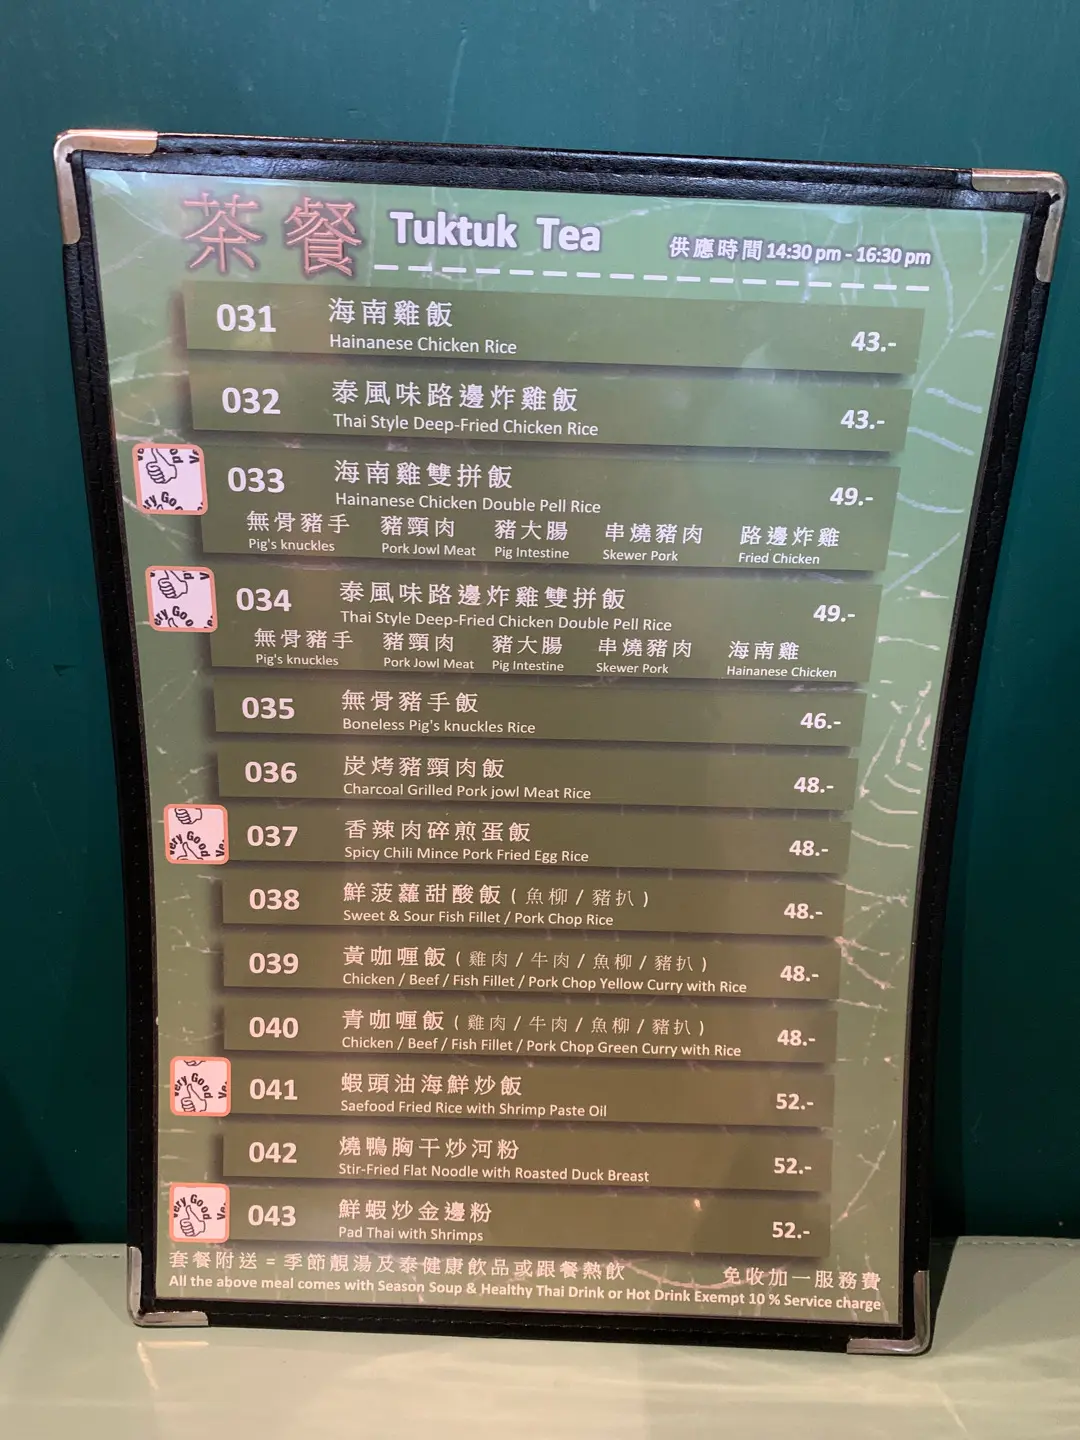 茶餐 Tuktuk Tea 供應時間 14:30 pm - 16:30 pm
031 海南雞飯 43.-
Hainanese Chicken Rice
032 泰風味路邊炸雞飯 43.-
Thai Style Deep-Fried Chicken Rice
033 海南雞雙拼飯 49.-
Hainanese Chicken Double Pell Rice
無骨豬手 豬頸肉 豬大腸 串燒豬肉 路邊炸雞
Pig's knuckles Pork Jowl Meat Pig Intestine Skewer Pork Fried Chicken
034 泰風味路邊炸雞雙拼飯 49.-
Thai Style Deep-Fried Chicken Double Pell Rice
無骨豬手 豬頸肉 豬大腸 串燒豬肉 海南雞
Pig's knuckles Pork Jowl Meat Pig Intestine Skewer Pork Hainanese Chicken
035 無骨豬手飯 46.-
Boneless Pig's knuckles Rice
036 炭烤豬頸肉飯 48.-
Charcoal Grilled Pork jowl Meat Rice
Very Good
037 香辣肉碎煎蛋飯 48.-
Spicy Chili Mince Pork Fried Egg Rice
038 鮮菠蘿甜酸飯 ( 魚柳 / 豬扒 ) 48.-
Sweet & Sour Fish Fillet / Pork Chop Rice
039 黃咖喱飯 ( 雞肉 / 牛肉 / 魚柳 / 豬扒 ) 48.-
Chicken / Beef / Fish Fillet / Pork Chop Yellow Curry with Rice
040 青咖喱飯 ( 雞肉 / 牛肉 / 魚柳 / 豬扒 ) 48.-
Chicken / Beef / Fish Fillet / Pork Chop Green Curry with Rice
Very Good
041 蝦頭油海鮮炒飯 52.-
Saefood Fried Rice with Shrimp Paste Oil
042 燒鴨胸干炒河粉 52.-
Stir-Fried Flat Noodle with Roasted Duck Breast
Very Good
043 鮮蝦炒金邊粉 52.-
Pad Thai with Shrimps
套餐附送 = 季節靚湯及泰健康飲品或跟餐熱飲 免收加一服務費
All the above meal comes with Season Soup & Healthy Thai Drink or Hot Drink Exempt 10 % Service charge